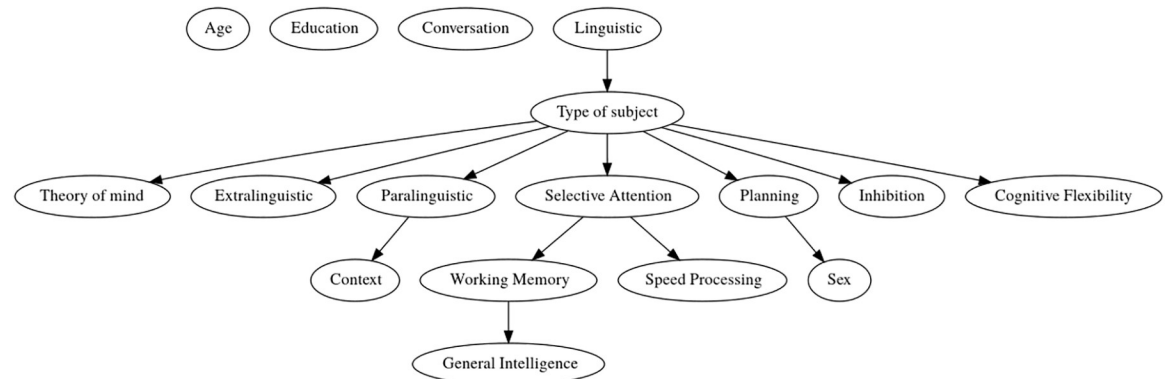 Age
Education
Conversation
Linguistic
Type of subject
Theory of mind
Extralinguistic
Paralinguistic
Selective Attention
Planning
Inhibition
Cognitive Flexibility
Context
Working Memory
Speed Processing
Sex
General Intelligence